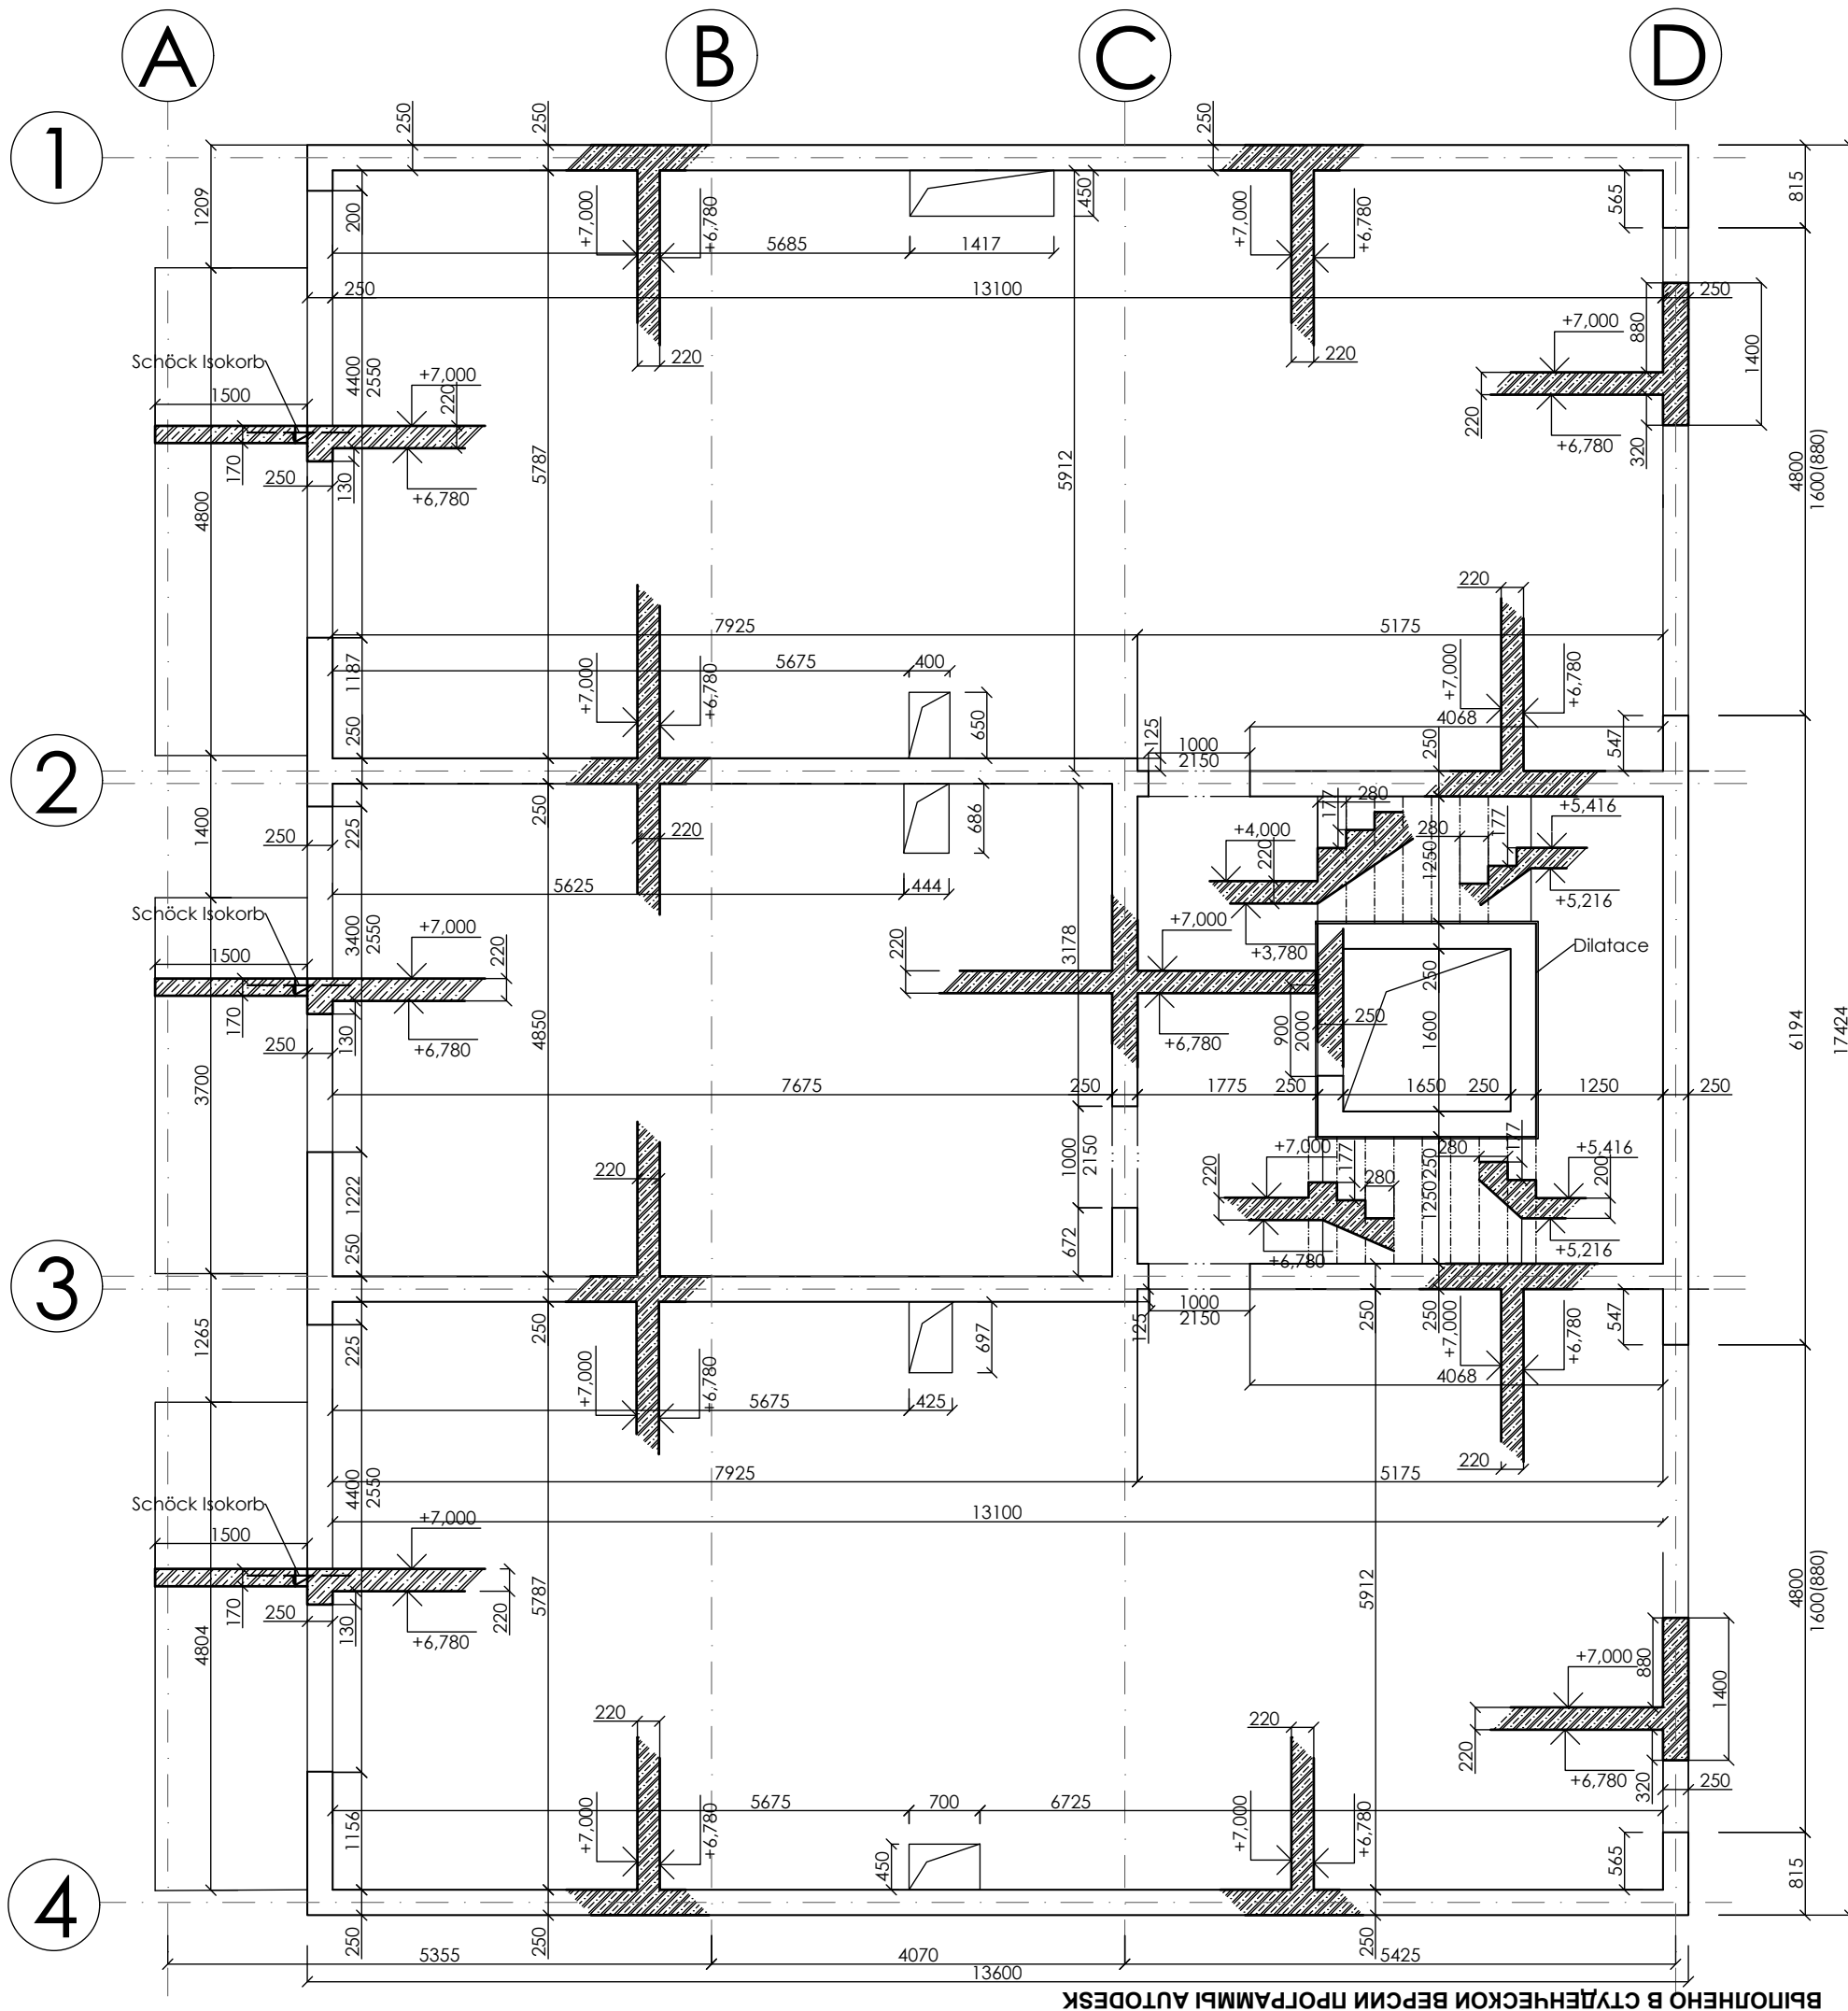 A B C D
1
250 250 250
1209 200 +7,000 +6,780 450 +7,000 +6,780 565 815
5685 1417
250 13100 250
Schöck Isokorb 4400 2550 220 220 +7,000 880 1400
1500 +7,000 220
220 +6,780 320
170 250 130 +6,780
4800 5787 5912 4800 1600(880)
220
7925 5175
1187 +7,000 +6,780 5675 400 +7,000 +6,780
650 4068
250 125 1000 2150 250 547
2
1400 250 225 250 220 686 177 280 280 177 +5,416
+4,000 220 1250
5625 444 +5,216
Schöck Isokorb 3400 2550 +7,000 220 220 3178 +7,000 +3,780 Dilatace
1500 250
170 250 130 +6,780 4850 +6,780 900 2000 250 1600 6194 17424
3700 7675 250 1775 250 1650 250 1250 250
1222 220 1000 2150 +7,000 177 280 250 280 177 +5,416
220 1250 200
250 672 +6,780 +5,216
3
1265 225 250 697 125 1000 2150 250 250 +7,000 +6,780 547
+7,000 +6,780 5675 425 4068
4400 2550 7925 5175 220
Schöck Isokorb 13100
1500 +7,000
170 250 130 +6,780 220 5787 5912 4800 1600(880)
4804 +7,000 880 1400
220 220 220 +6,780 320 250
1156 +7,000 +6,780 5675 700 6725 +7,000 +6,780
450 565 815
4
250 250 250
5355 4070 5425
13600
ВЫПОЛНЕНО В СТУДЕНЧЕСКОЙ ВЕРСИИ ПРОГРАММЫ AUTODESK